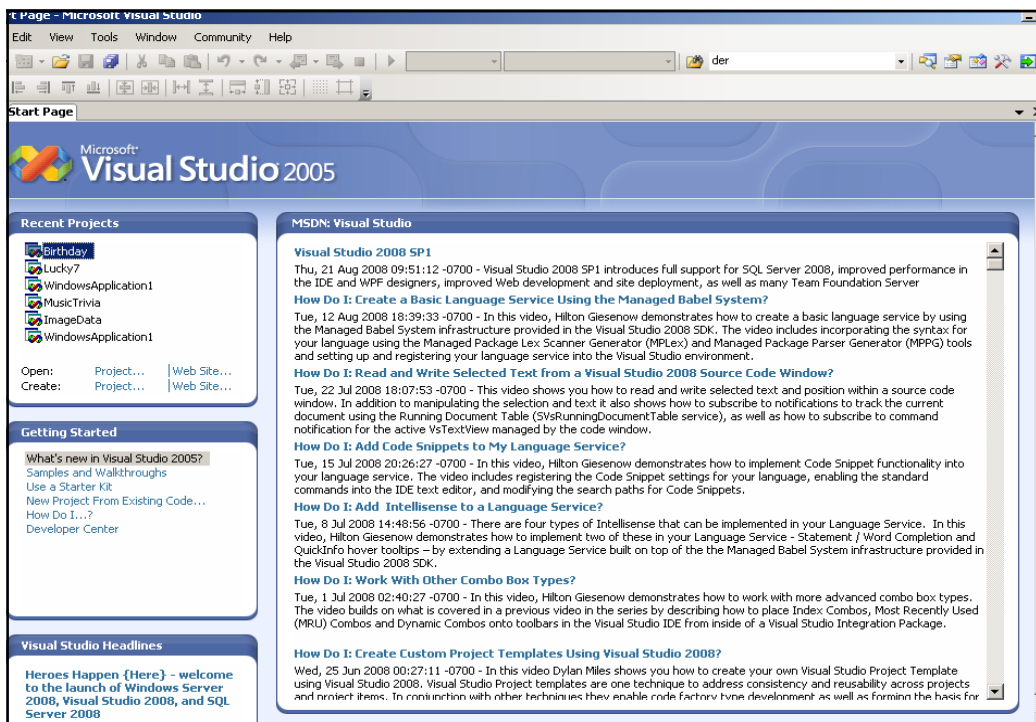 t Page - Microsoft Visual Studio
Edit View Tools Window Community Help
der
Start Page
Microsoft
Visual Studio 2005
Recent Projects
Birthday
Lucky7
WindowsApplication1
MusicTrivia
ImageData
WindowsApplication1
Open: Project... Web Site...
Create: Project... Web Site...
Getting Started
What's new in Visual Studio 2005?
Samples and Walkthroughs
Use a Starter Kit
New Project From Existing Code...
How Do I...?
Developer Center
Visual Studio Headlines
Heroes Happen {Here} - welcome
to the launch of Windows Server
2008, Visual Studio 2008, and SQL
Server 2008
MSDN: Visual Studio
Visual Studio 2008 SP1
Thu, 21 Aug 2008 09:51:12 -0700 - Visual Studio 2008 SP1 introduces full support for SQL Server 2008, improved performance in
the IDE and WPF designers, improved Web development and site deployment, as well as many Team Foundation Server
How Do I: Create a Basic Language Service Using the Managed Babel System?
Tue, 12 Aug 2008 18:39:33 -0700 - In this video, Hilton Giesenow demonstrates how to create a basic language service by using
the Managed Babel System infrastructure provided in the Visual Studio 2008 SDK. The video includes incorporating the syntax for
your language using the Managed Package Lex Scanner Generator (MPLex) and Managed Package Parser Generator (MPPG) tools
and setting up and registering your language service into the Visual Studio environment.
How Do I: Read and Write Selected Text from a Visual Studio 2008 Source Code Window?
Tue, 22 Jul 2008 18:07:53 -0700 - This video shows you how to read and write selected text and position within a source code
window. In addition to manipulating the selection and text it also shows how to subscribe to notifications to track the current
document using the Running Document Table (SVsRunningDocumentTable service), as well as how to subscribe to command
notification for the active VsTextView managed by the code window.
How Do I: Add Code Snippets to My Language Service?
Tue, 15 Jul 2008 20:26:27 -0700 - In this video, Hilton Giesenow demonstrates how to implement Code Snippet functionality into
your language service. The video includes registering the Code Snippet settings for your language, enabling the standard
commands into the IDE text editor, and modifying the search paths for Code Snippets.
How Do I: Add Intellisense to a Language Service?
Tue, 8 Jul 2008 14:48:56 -0700 - There are four types of Intellisense that can be implemented in your Language Service. In this
video, Hilton Giesenow demonstrates how to implement two of these in your Language Service - Statement / Word Completion and
QuickInfo hover tooltips – by extending a Language Service built on top of the the Managed Babel System infrastructure provided in
the Visual Studio 2008 SDK.
How Do I: Work With Other Combo Box Types?
Tue, 1 Jul 2008 02:40:27 -0700 - In this video, Hilton Giesenow demonstrates how to work with more advanced combo box types.
The video builds on what is covered in a previous video in the series by describing how to place Index Combos, Most Recently Used
(MRU) Combos and Dynamic Combos onto toolbars in the Visual Studio IDE from inside of a Visual Studio Integration Package.
How Do I: Create Custom Project Templates Using Visual Studio 2008?
Wed, 25 Jun 2008 00:27:11 -0700 - In this video Dylan Miles shows you how to create your own Visual Studio Project Template
using Visual Studio 2008. Visual Studio Project templates are one technique to address consistency and reusability across projects
and project items. In conjunction with other techniques they enable code factory type development as well as forming the basis for